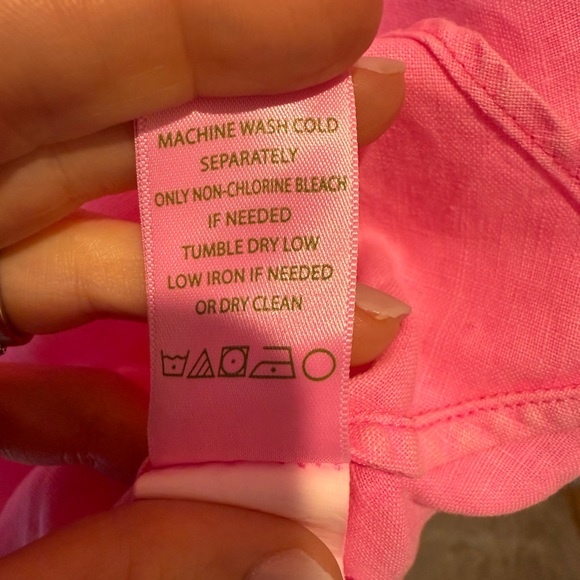 MACHINE WASH COLD
SEPARATELY
ONLY NON-CHLORINE BLEACH
IF NEEDED
TUMBLE DRY LOW
LOW IRON IF NEEDED
OR DRY CLEAN